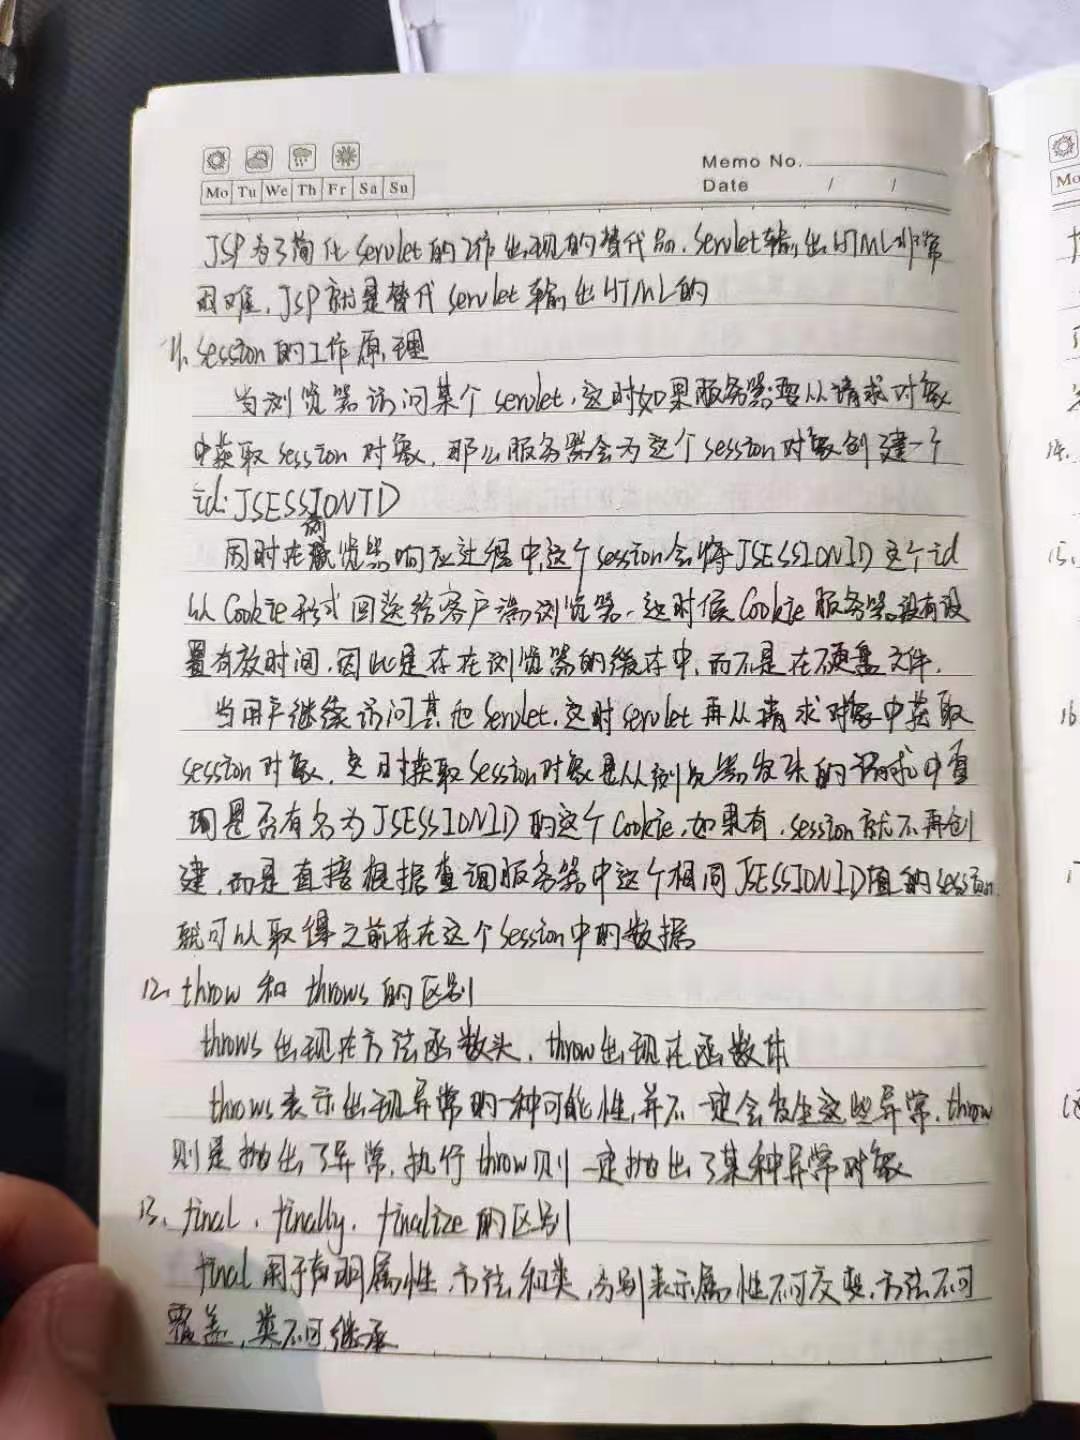 Memo No.
Mo Tu We Th Fr Sa Su
Date / /
JSP为了简化Servlet的工作出现的替代品,Servlet输出HTML非常
困难,JSP就是替代Servlet输出HTML的
11、Session的工作原理
当浏览器访问某个servlet,这时如果服务器要从请求对象
中获取session对象,那么服务器会为这个session对象创建一个
id:JSESSIONID
同时在浏览器响应过程中,这个session会将JSESSIONID这个id
以Cookie形式回送给客户端浏览器,这时候Cookie服务器没有设
置有效时间,因此是存在浏览器的缓存中,而不是在硬盘文件.
当用户继续访问其他Servlet,这时servlet再从请求对象中获取
session对象,这时获取session对象是从浏览器发来的请求中查
询是否有名为JSESSIONID的这个Cookie,如果有,session就不再创
建,而是直接根据查询服务器中这个相同JSESSIONID值的session.
就可以取得之前存在这个session中的数据
12、throw和throws的区别
throws出现在方法函数头,throw出现在函数体
throws表示出现异常的一种可能性,并不一定会发生这些异常,throw
则是抛出了异常,执行throw则一定抛出了某种异常对象
13、final、finally、finalize的区别
final用于声明属性,方法和类,分别表示属性不可变,方法不可
覆盖,类不可继承
Mo
14.
15.
16